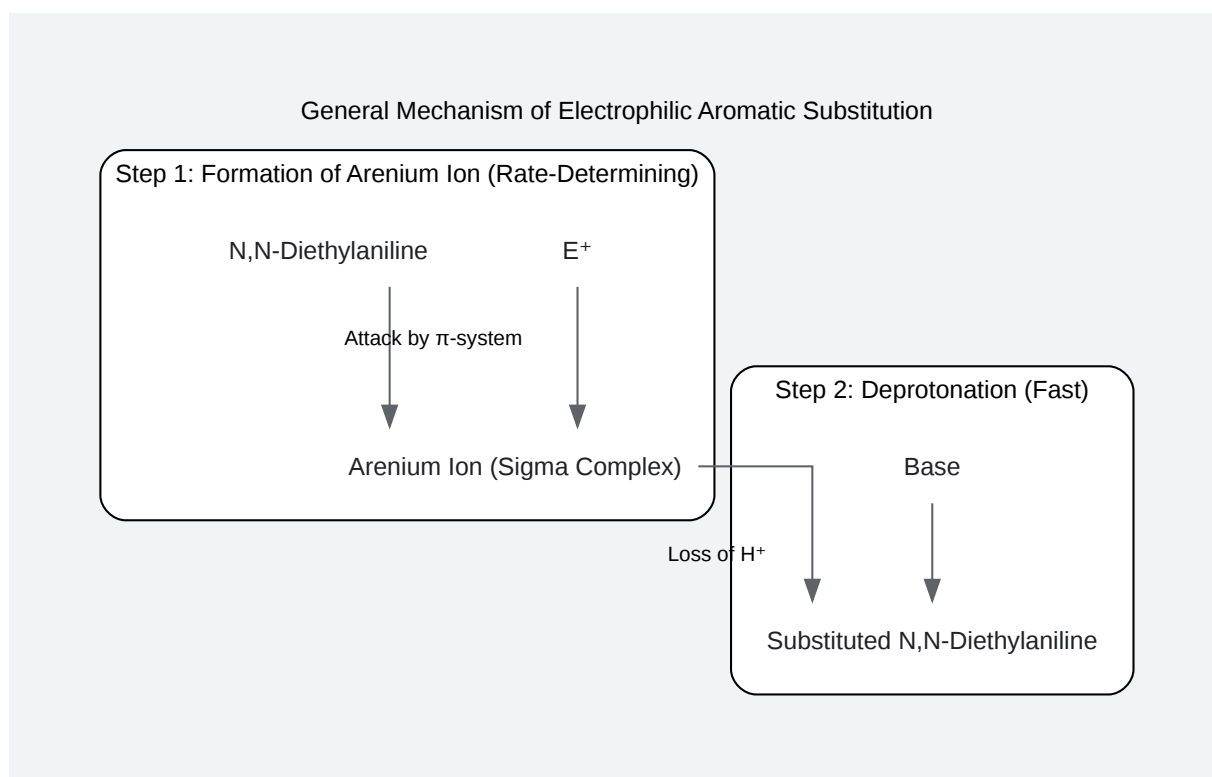 General Mechanism of Electrophilic Aromatic Substitution
Step 1: Formation of Arenium Ion (Rate-Determining)
N,N-Diethylaniline
E⁺
Attack by π-system
Arenium Ion (Sigma Complex)
Step 2: Deprotonation (Fast)
Base
Loss of H⁺
Substituted N,N-Diethylaniline